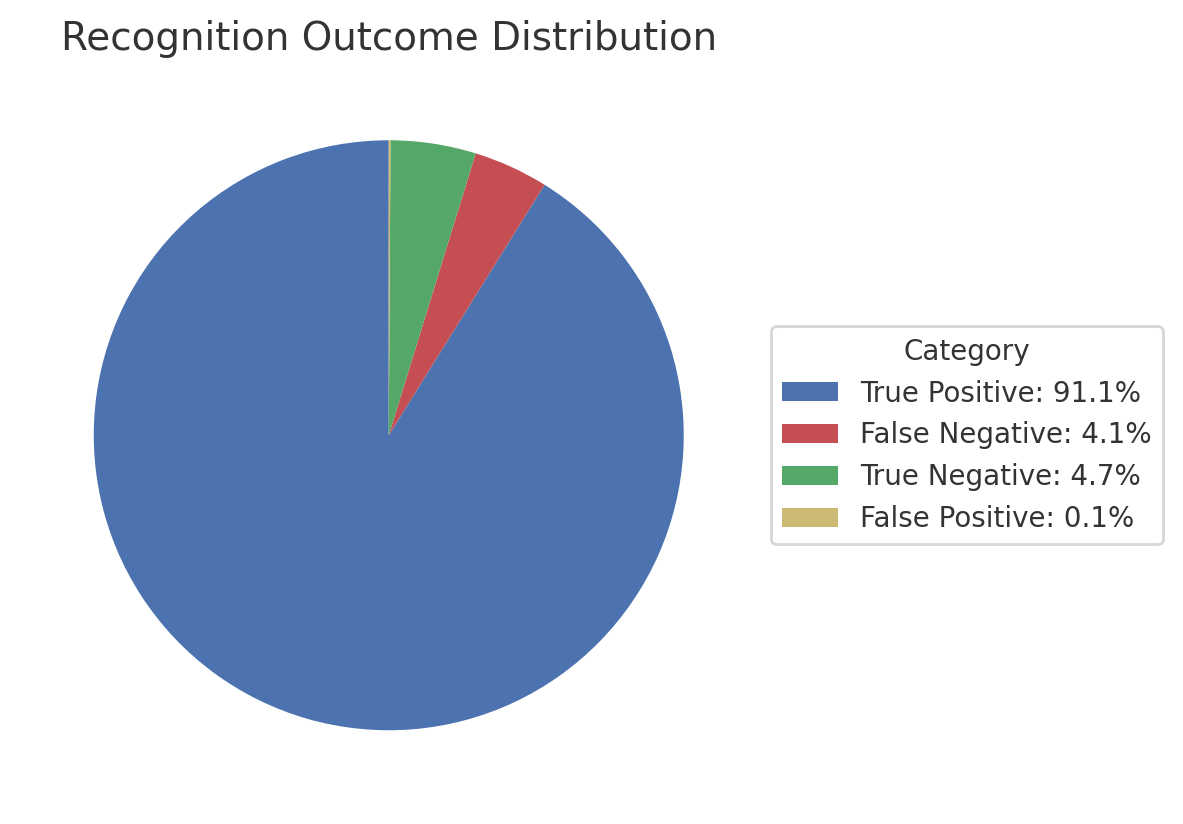 Recognition Outcome Distribution
Category
True Positive: 91.1%
False Negative: 4.1%
True Negative: 4.7%
False Positive: 0.1%